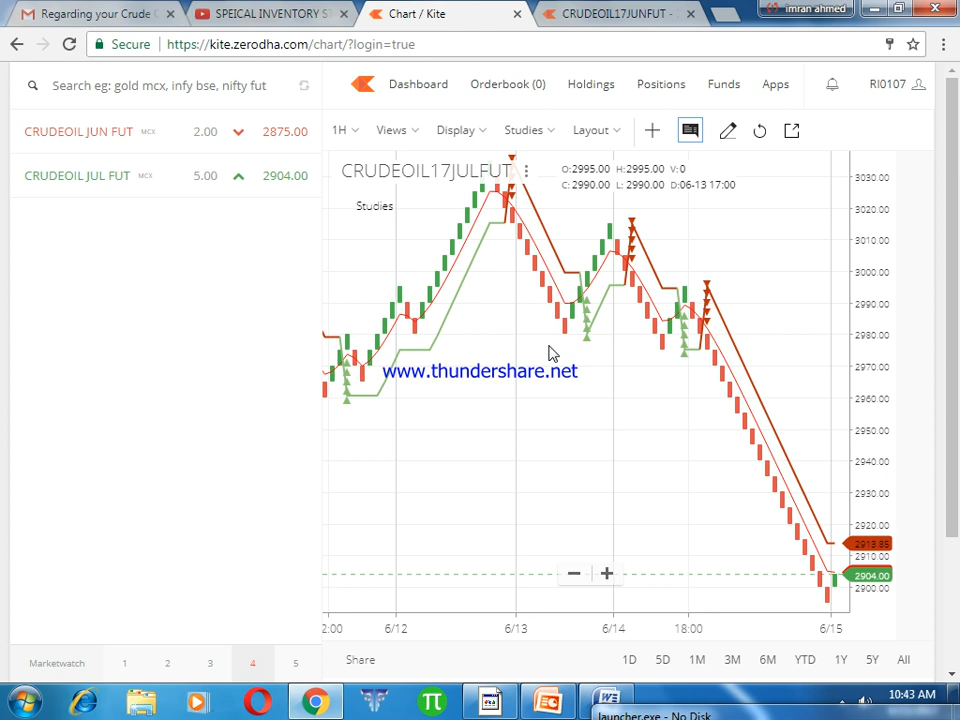 Regarding your Crude O
SPEICAL INVENTORY ST
Chart / Kite
CRUDEOIL17JUNFUT - 
imran ahmed
Secure
https://kite.zerodha.com/chart/?login=true
Search eg: gold mcx, infy bse, nifty fut
Dashboard
Orderbook (0)
Holdings
Positions
Funds
Apps
RI0107
CRUDEOIL JUN FUT MCX 2.00 2875.00
CRUDEOIL JUL FUT MCX 5.00 2904.00
1H
Views
Display
Studies
Layout
CRUDEOIL17JULFUT
O:2995.00 H:2995.00 V:0
C:2990.00 L: 2990.00 D:06-13 17:00
Studies
www.thundershare.net
3030.00
3020.00
3010.00
3000.00
2990.00
2980.00
2970.00
2960.00
2950.00
2940.00
2930.00
2920.00
2913.85
2910.00
2904.00
2900.00
2:00
6/12
6/13
6/14
18:00
6/15
Marketwatch
1
2
3
4
5
Share
1D
5D
1M
3M
6M
YTD
1Y
5Y
All
10:43 AM
launcher.exe - No Disk